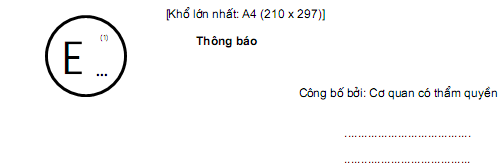 [Khổ lớn nhất: A4 (210 x 297)]
E (1) ...
Thông báo
Công bố bởi: Cơ quan có thẩm quyền
.......................................
.......................................